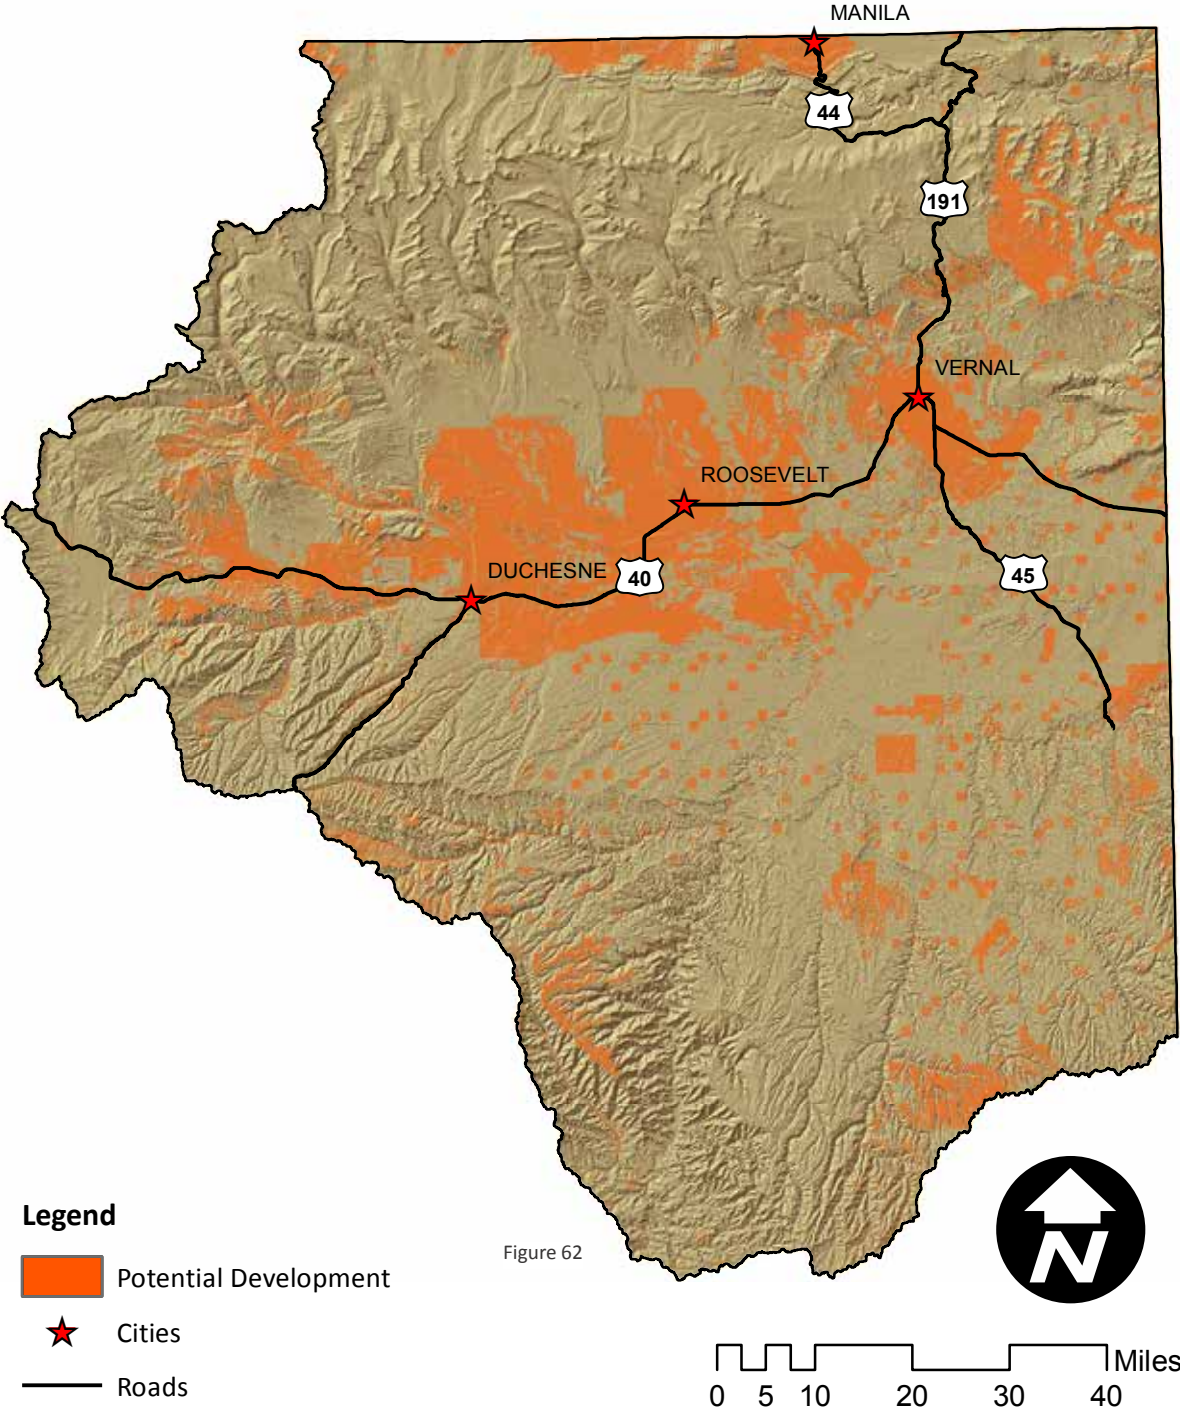 MANILA
44
191
VERNAL
ROOSEVELT
DUCHESNE
40
45
Legend
Figure 62
Potential Development
Cities
Roads
N
Miles
0 5 10 20 30 40